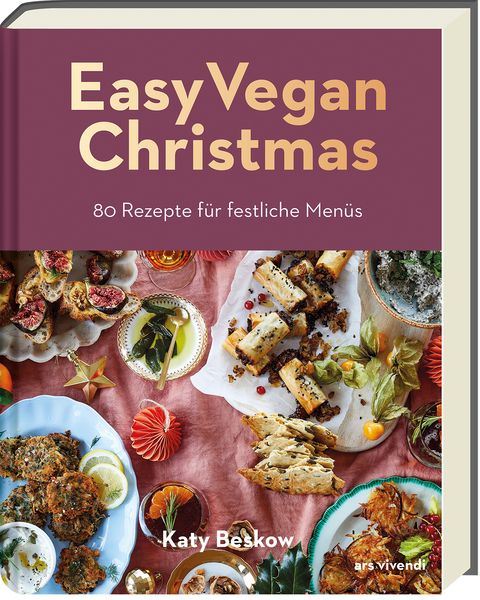 Easy Vegan
Christmas
80 Rezepte für festliche Menüs
Katy Beskow
ars vivendi